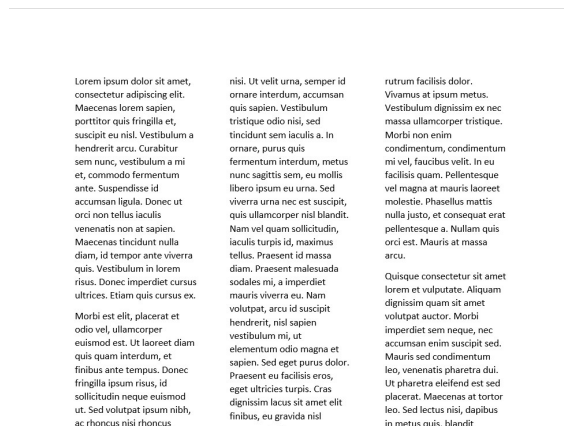 Lorem ipsum dolor sit amet,
consectetur adipiscing elit.
Maecenas lorem sapien,
porttitor quis fringilla et,
suscipit eu nisl. Vestibulum a
hendrerit arcu. Curabitur
sem nunc, vestibulum a mi
et, commodo fermentum
ante. Suspendisse id
accumsan ligula. Donec ut
orci non tellus iaculis
venenatis non at sapien.
Maecenas tincidunt nulla
diam, id tempor ante viverra
quis. Vestibulum in lorem
risus. Donec imperdiet cursus
ultrices. Etiam quis cursus ex.
Morbi est elit, placerat et
odio vel, ullamcorper
euismod est. Ut laoreet diam
quis quam interdum, et
finibus ante tempus. Donec
fringilla ipsum risus, id
sollicitudin neque euismod
ut. Sed volutpat ipsum nibh,
ac rhoncus nisi rhoncus
nisi. Ut velit urna, semper id
ornare interdum, accumsan
quis sapien. Vestibulum
tristique odio nisi, sed
tincidunt sem iaculis a. In
ornare, purus quis
fermentum interdum, metus
nunc sagittis sem, eu mollis
libero ipsum eu urna. Sed
viverra urna nec est suscipit,
quis ullamcorper nisl blandit.
Nam vel quam sollicitudin,
iaculis turpis id, maximus
tellus. Praesent id massa
diam. Praesent malesuada
sodales mi, a imperdiet
mauris viverra eu. Nam
volutpat, arcu id suscipit
hendrerit, nisl sapien
vestibulum mi, ut
elementum odio magna et
sapien. Sed eget purus dolor.
Praesent eu facilisis eros,
eget ultricies turpis. Cras
dignissim lacus sit amet elit
finibus, eu gravida nisl
rutrum facilisis dolor.
Vivamus at ipsum metus.
Vestibulum dignissim ex nec
massa ullamcorper tristique.
Morbi non enim
condimentum, condimentum
mi vel, faucibus velit. In eu
facilisis quam. Pellentesque
vel magna at mauris laoreet
molestie. Phasellus mattis
nulla justo, et consequat erat
pellentesque a. Nullam quis
orci est. Mauris at massa
arcu.
Quisque consectetur sit amet
lorem et vulputate. Aliquam
dignissim quam sit amet
volutpat auctor. Morbi
imperdiet sem neque, nec
accumsan enim suscipit sed.
Mauris sed condimentum
leo, venenatis pharetra dui.
Ut pharetra eleifend est sed
placerat. Maecenas at tortor
leo. Sed lectus nisi, dapibus
in metus quis, blandit